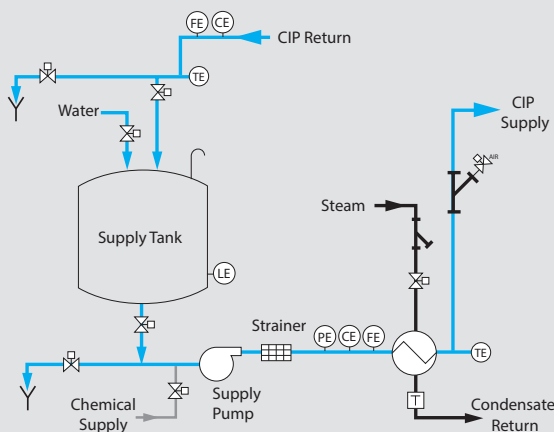 FE
CE
CIP Return
TE
Water
CIP
Supply
AIR
Steam
Supply Tank
LE
Strainer
PE
CE
FE
TE
Supply
Pump
Chemical
Supply
T
Condensate
Return